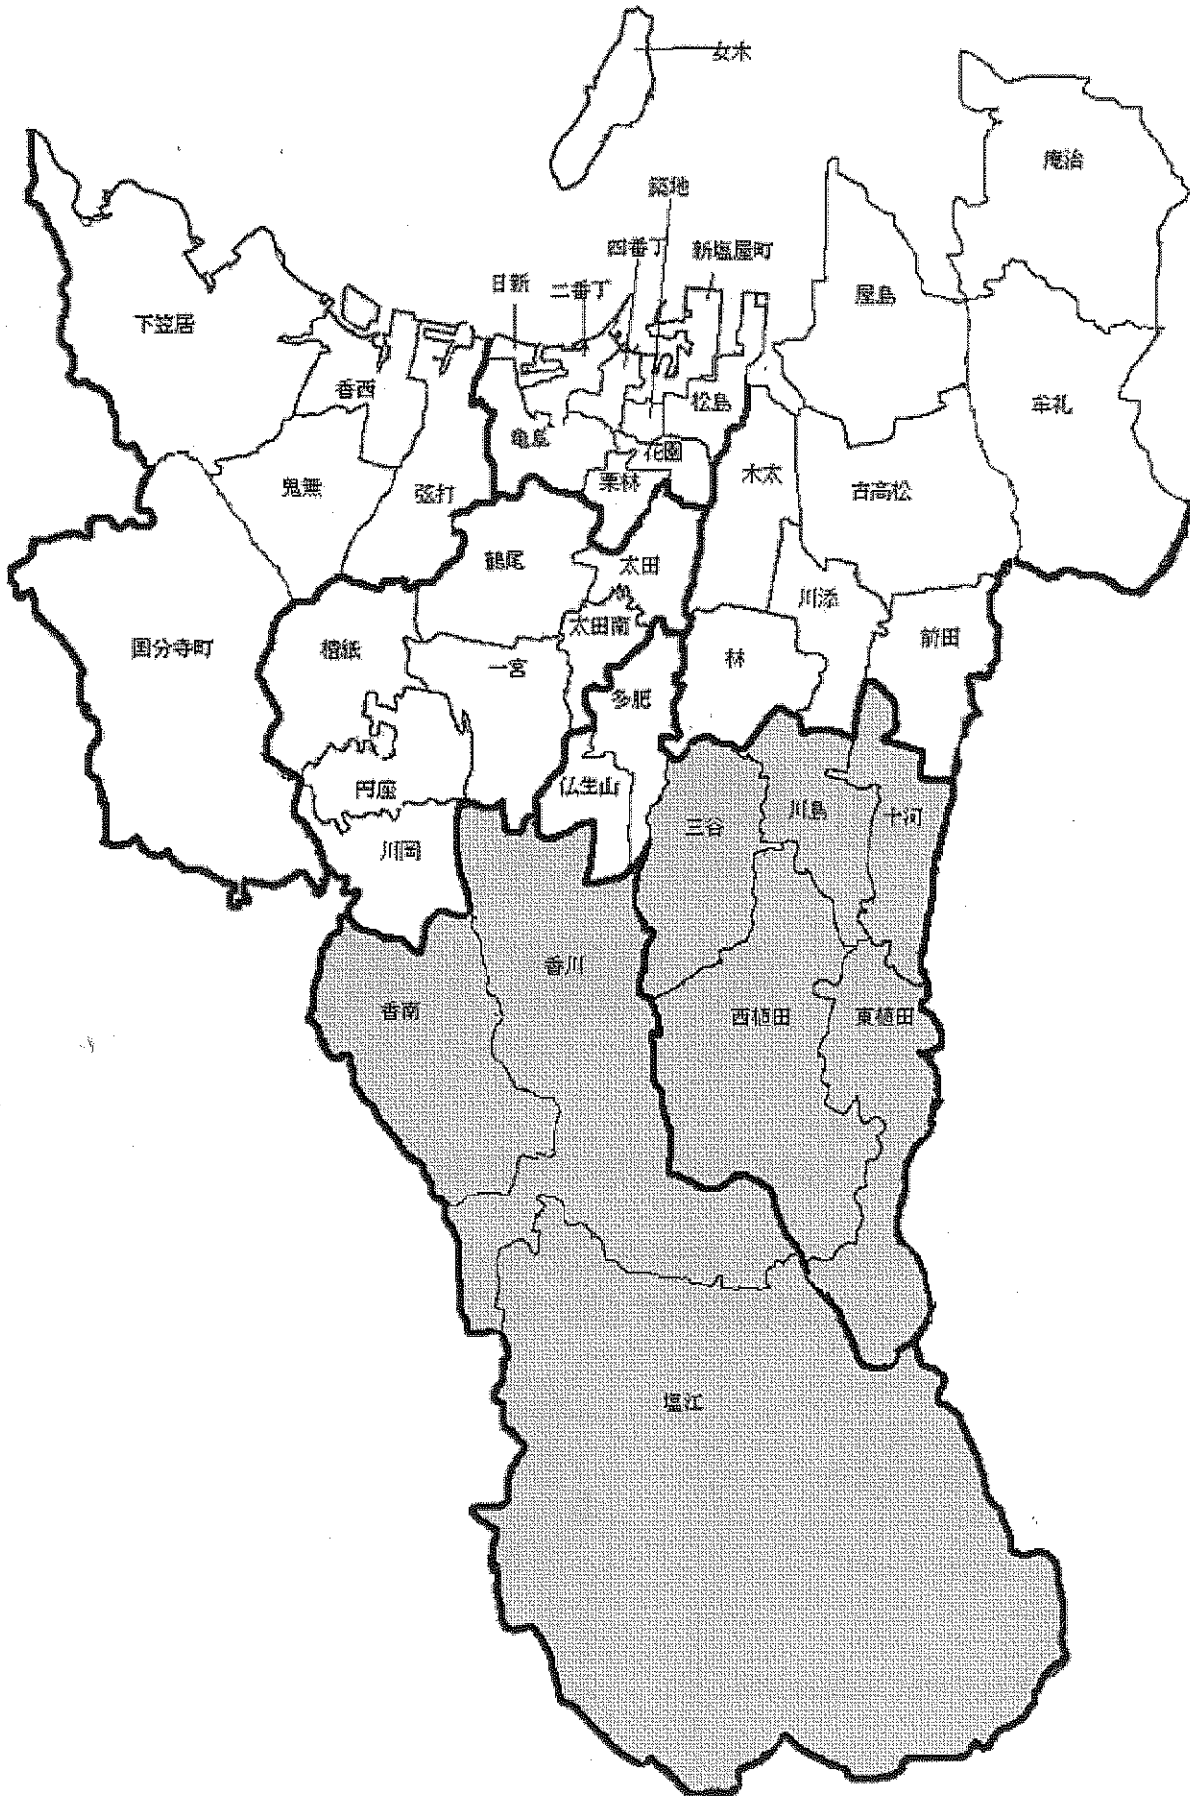 女木
庵治
築地
四番丁
新塩屋町
日新
二番丁
屋島
下笠居
香西
松島
牟礼
亀阜
花園
木太
鬼無
弦打
栗林
古高松
鶴尾
太田
川添
太田南
国分寺町
檀紙
一宮
林
前田
多肥
円座
仏生山
川島
十河
三谷
川岡
香川
香南
西植田
東植田
塩江